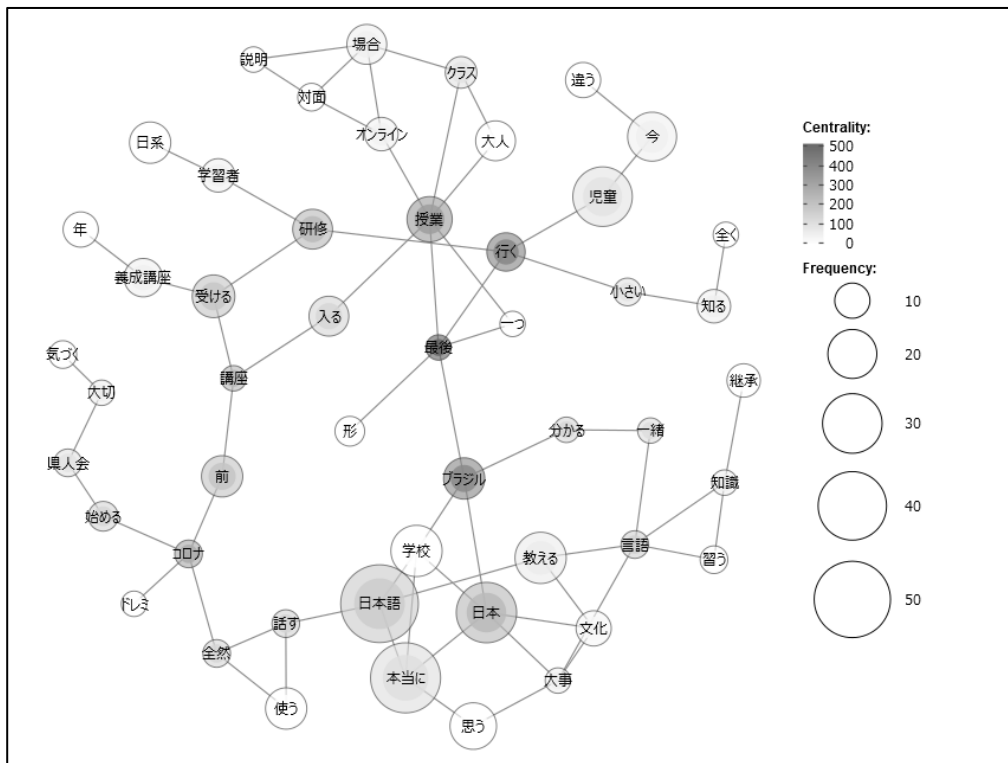 場合
説明
クラス
対面
違う
オンライン
大人
今
日系
学習者
児童
授業
研修
年
行く
全く
養成講座
受ける
小さい
知る
入る
一つ
気づく
最後
講座
大切
継承
形
分かる
一緒
県人会
前
ブラジル
知識
始める
言語
コロナ
学校
教える
習う
ドレミ
日本語
日本
話す
文化
全然
本当に
大事
使う
思う
Centrality:
500
400
300
200
100
0
Frequency:
10
20
30
40
50